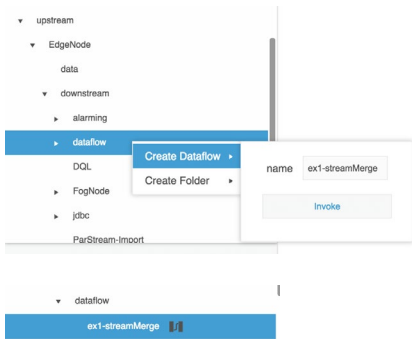 upstream
EdgeNode
data
downstream
alarming
dataflow
Create Dataflow
name ex1-streamMerge
DQL
Create Folder
FogNode
Invoke
jdbc
ParStream-Import
dataflow
ex1-streamMerge